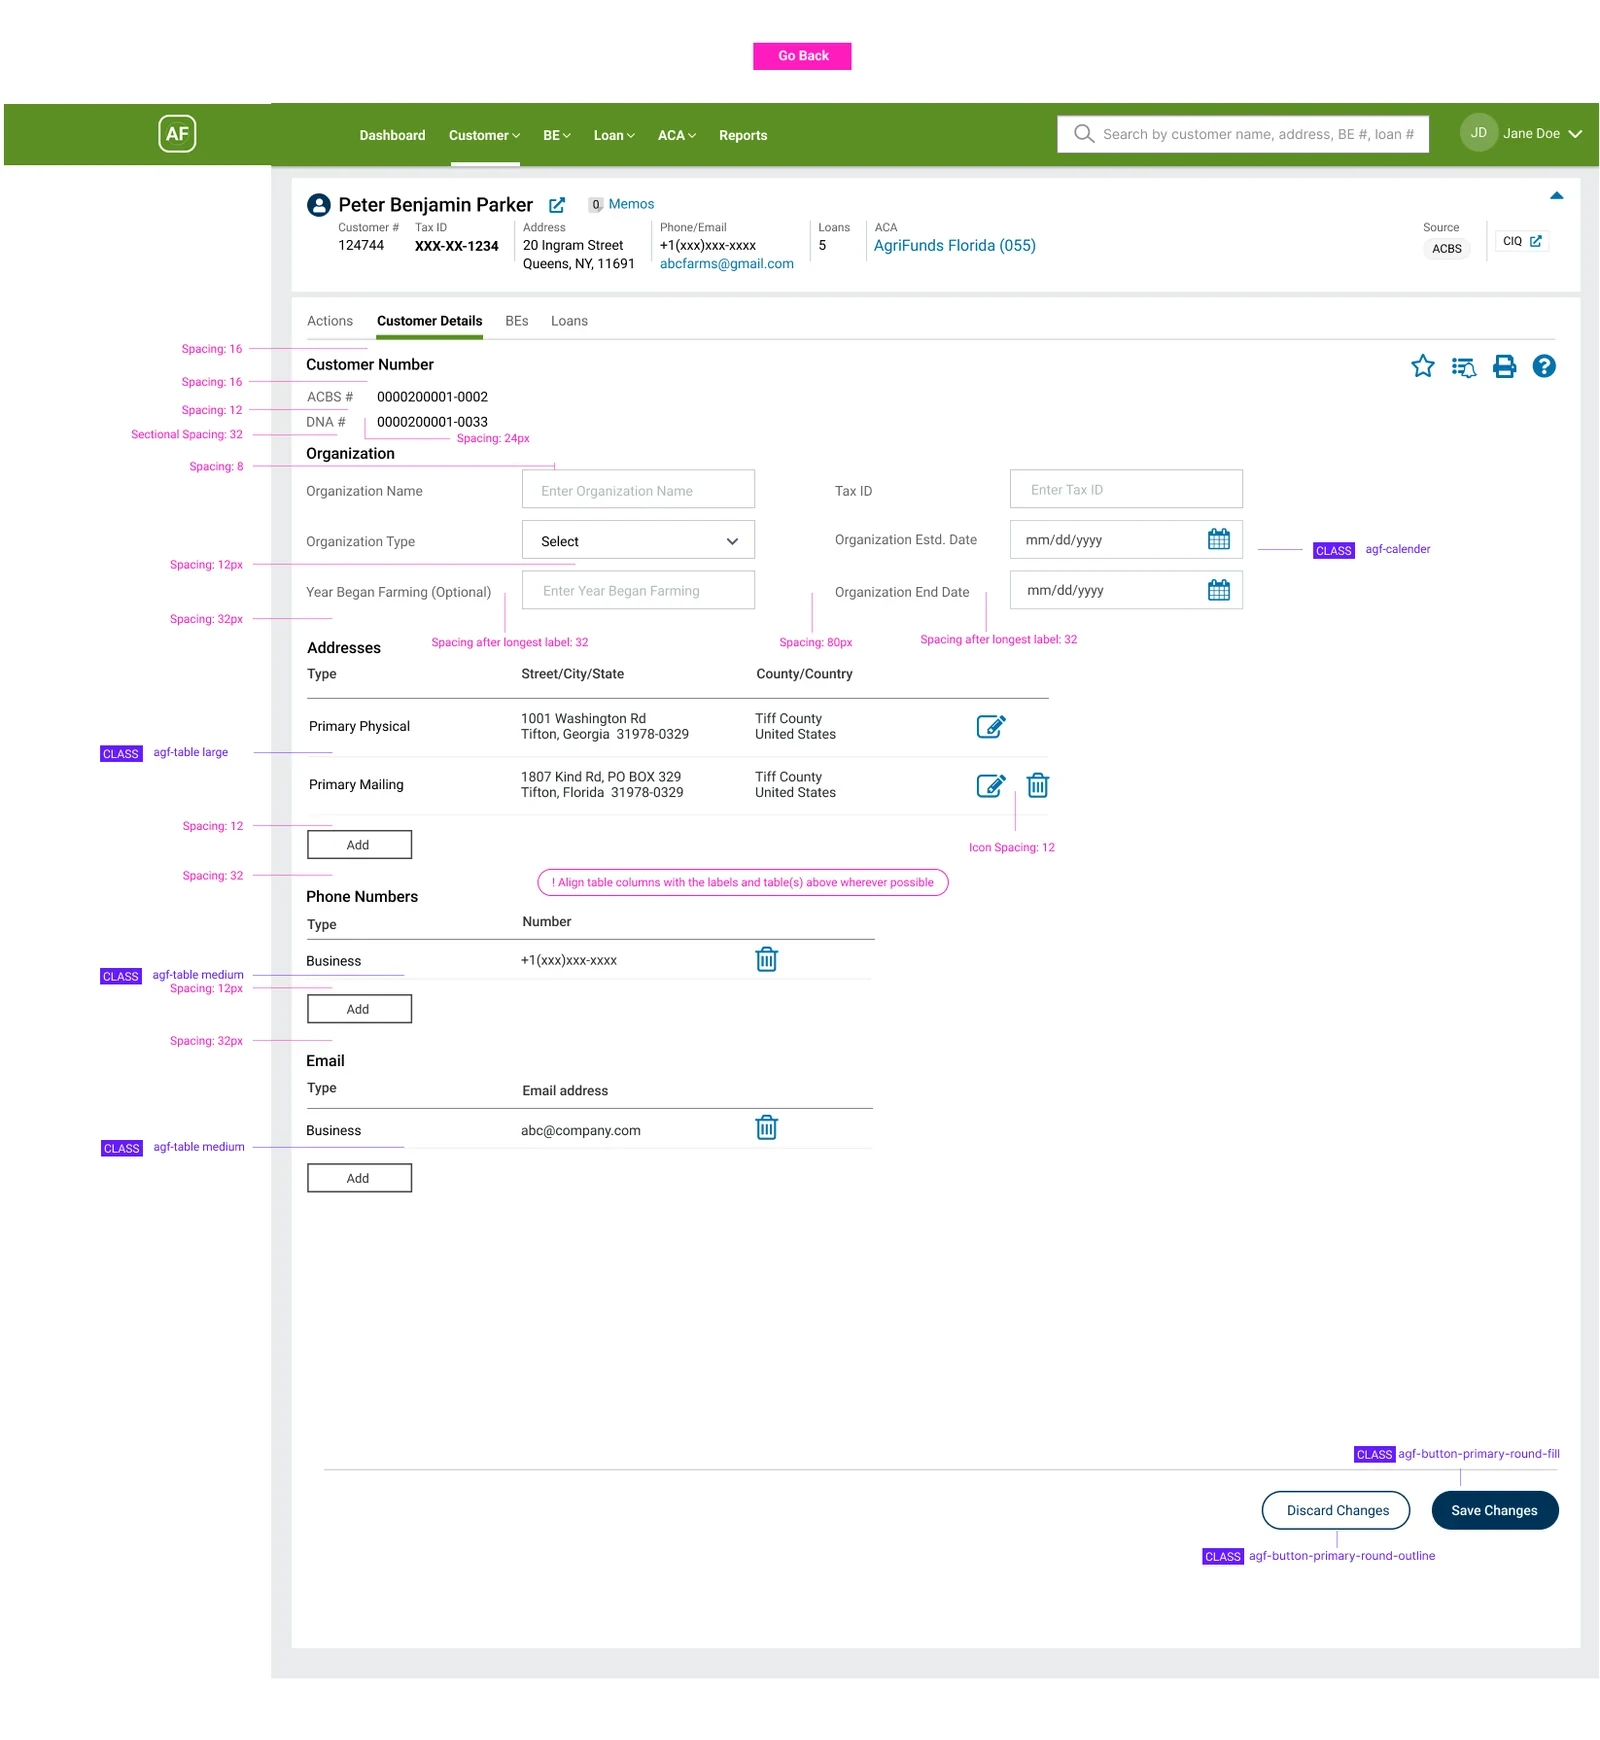 Go Back
AF
Dashboard Customer BE Loan ACA Reports
Search by customer name, address, BE #, loan #
JD Jane Doe
Peter Benjamin Parker 0 Memos
Customer # Tax ID Address Phone/Email Loans ACA Source
124744 XXX-XX-1234 20 Ingram Street +1(xxx)xxx-xxxx 5 AgriFunds Florida (055) ACBS CIQ
Queens, NY, 11691 abcfarms@gmail.com
Actions Customer Details BEs Loans
Spacing: 16
Customer Number
Spacing: 16
ACBS # 0000200001-0002
Spacing: 12
DNA # 0000200001-0033
Sectional Spacing: 32
Spacing: 24px
Organization
Spacing: 8
Organization Name Enter Organization Name Tax ID Enter Tax ID
Organization Type Select Organization Estd. Date mm/dd/yyyy
CLASS agf-calender
Spacing: 12px
Year Began Farming (Optional) Enter Year Began Farming Organization End Date mm/dd/yyyy
Spacing: 32px
Spacing after longest label: 32 Spacing: 80px Spacing after longest label: 32
Addresses
Type Street/City/State County/Country
Primary Physical 1001 Washington Rd Tiff County
Tifton, Georgia 31978-0329 United States
CLASS agf-table large
Primary Mailing 1807 Kind Rd, PO BOX 329 Tiff County
Tifton, Florida 31978-0329 United States
Spacing: 12
Add
Icon Spacing: 12
Spacing: 32
! Align table columns with the labels and table(s) above wherever possible
Phone Numbers
Type Number
Business +1(xxx)xxx-xxxx
CLASS agf-table medium
Spacing: 12px
Add
Spacing: 32px
Email
Type Email address
Business abc@company.com
CLASS agf-table medium
Add
CLASS agf-button-primary-round-fill
Discard Changes Save Changes
CLASS agf-button-primary-round-outline